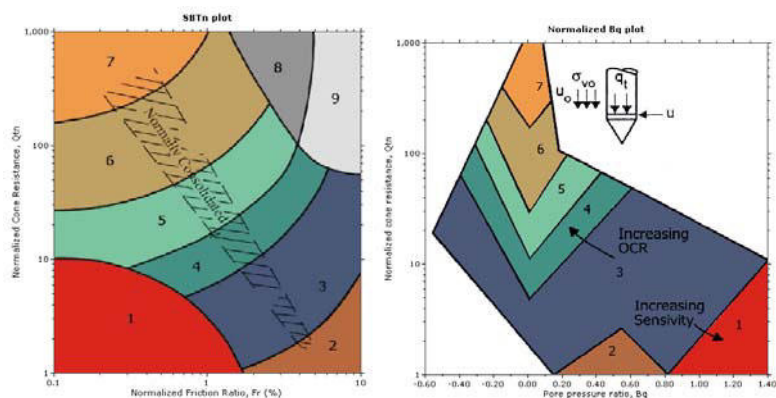 SBTn plot
Normalized Cone Resistance, Qtn
1,000
100
10
1
7
8
9
6
Normally Consolidated
5
4
3
1
2
0.1
1
10
Normalized Friction Ratio, Fr (%)
Normalized Bq plot
Normalized cone resistance, Qtn
1,000
100
10
1
7
6
5
4
3
2
1
uo
σvo
qt
u
Increasing
OCR
Increasing
Sensivity
-0.60 -0.40 -0.20 0.00 0.20 0.40 0.60 0.80 1.00 1.20 1.40
Pore pressure ratio, Bq